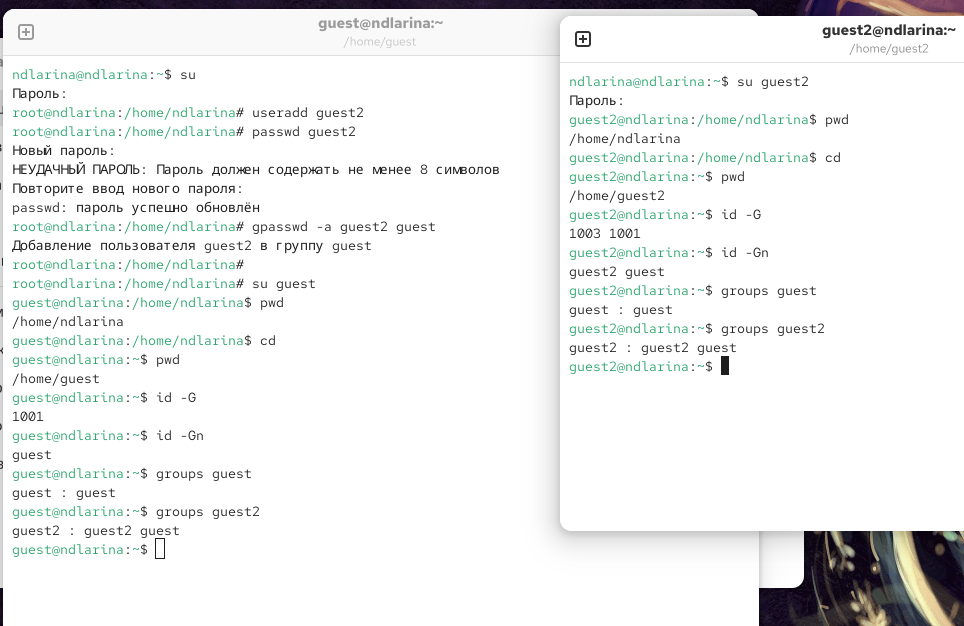 guest@ndlarina:~
/home/guest
ndlarina@ndlarina:~$ su
Пароль:
root@ndlarina:/home/ndlarina# useradd guest2
root@ndlarina:/home/ndlarina# passwd guest2
Новый пароль:
НЕУДАЧНЫЙ ПАРОЛЬ: Пароль должен содержать не менее 8 символов
Повторите ввод нового пароля:
passwd: пароль успешно обновлён
root@ndlarina:/home/ndlarina# gpasswd -a guest2 guest
Добавление пользователя guest2 в группу guest
root@ndlarina:/home/ndlarina#
root@ndlarina:/home/ndlarina# su guest
guest@ndlarina:/home/ndlarina$ pwd
/home/ndlarina
guest@ndlarina:/home/ndlarina$ cd
guest@ndlarina:~$ pwd
/home/guest
guest@ndlarina:~$ id -G
1001
guest@ndlarina:~$ id -Gn
guest
guest@ndlarina:~$ groups guest
guest : guest
guest@ndlarina:~$ groups guest2
guest2 : guest2 guest
guest@ndlarina:~$
guest2@ndlarina:~
/home/guest2
ndlarina@ndlarina:~$ su guest2
Пароль:
guest2@ndlarina:/home/ndlarina$ pwd
/home/ndlarina
guest2@ndlarina:/home/ndlarina$ cd
guest2@ndlarina:~$ pwd
/home/guest2
guest2@ndlarina:~$ id -G
1003 1001
guest2@ndlarina:~$ id -Gn
guest2 guest
guest2@ndlarina:~$ groups guest
guest : guest
guest2@ndlarina:~$ groups guest2
guest2 : guest2 guest
guest2@ndlarina:~$